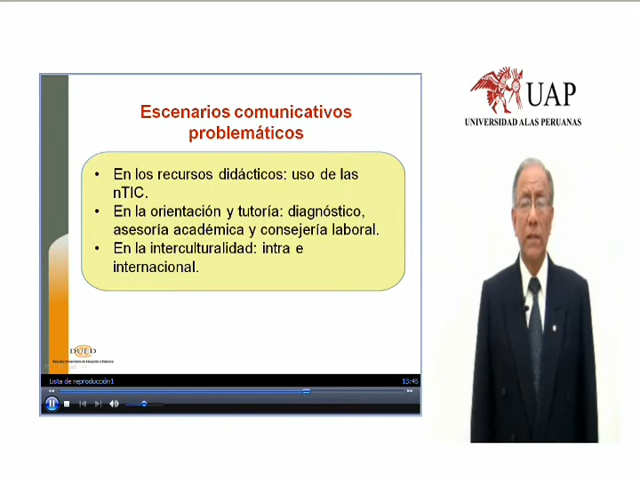 Escenarios comunicativos
problemáticos
• En los recursos didácticos: uso de las
nTIC.
• En la orientación y tutoría: diagnóstico,
asesoría académica y consejería laboral.
• En la interculturalidad: intra e
internacional.
DUED
Lista de reproducción1
13:45
UAP
UNIVERSIDAD ALAS PERUANAS